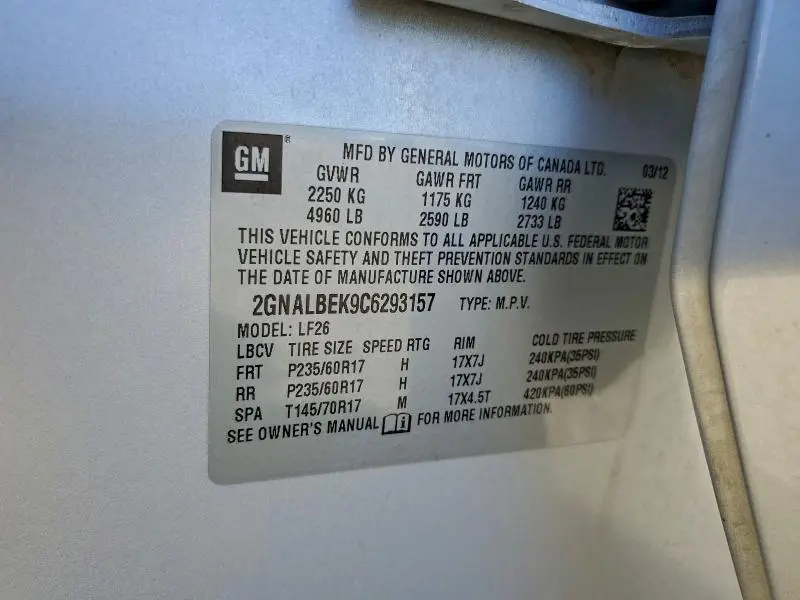 GM ®
MFD BY GENERAL MOTORS OF CANADA LTD. 03/12
GVWR GAWR FRT GAWR RR
2250 KG 1175 KG 1240 KG
4960 LB 2590 LB 2733 LB
THIS VEHICLE CONFORMS TO ALL APPLICABLE U.S. FEDERAL MOTOR
VEHICLE SAFETY AND THEFT PREVENTION STANDARDS IN EFFECT ON
THE DATE OF MANUFACTURE SHOWN ABOVE.
2GNALBEK9C6293157 TYPE: M.P.V.
MODEL: LF26
LBCV TIRE SIZE SPEED RTG RIM COLD TIRE PRESSURE
FRT P235/60R17 H 17X7J 240KPA(35PSI)
RR P235/60R17 H 17X7J 240KPA(35PSI)
SPA T145/70R17 M 17X4.5T 420KPA(60PSI)
SEE OWNER'S MANUAL i FOR MORE INFORMATION.